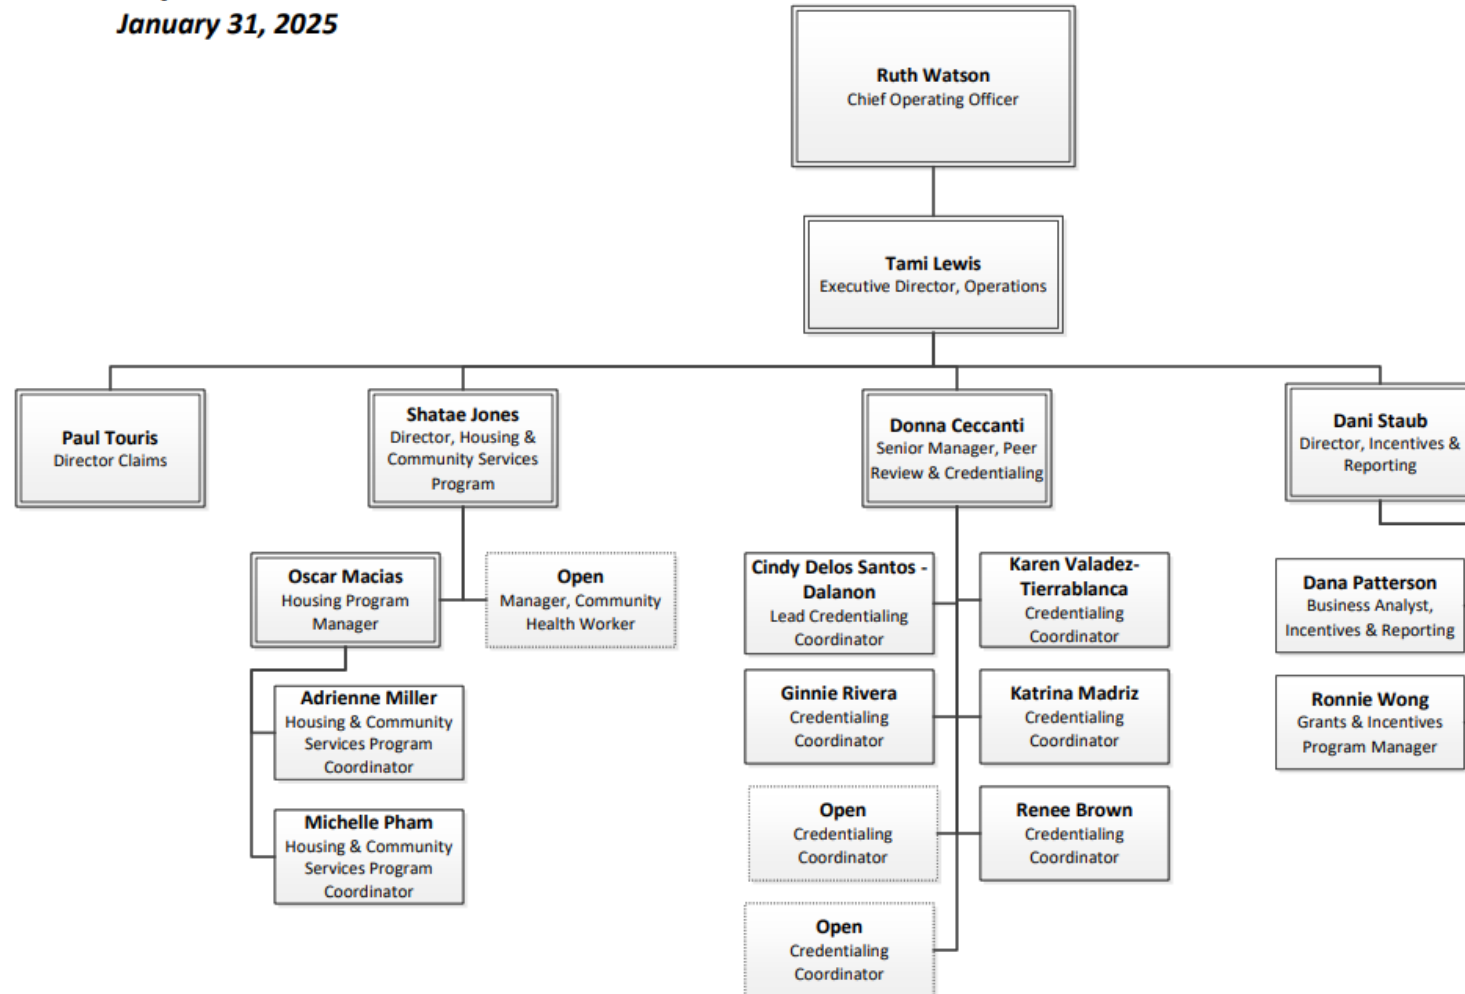 January 31, 2025
Ruth Watson
Chief Operating Officer
Tami Lewis
Executive Director, Operations
Paul Touris
Director Claims
Shatae Jones
Director, Housing &
Community Services
Program
Donna Ceccanti
Senior Manager, Peer
Review & Credentialing
Dani Staub
Director, Incentives &
Reporting
Oscar Macias
Housing Program
Manager
Open
Manager, Community
Health Worker
Adrienne Miller
Housing & Community
Services Program
Coordinator
Michelle Pham
Housing & Community
Services Program
Coordinator
Cindy Delos Santos -
Dalanon
Lead Credentialing
Coordinator
Karen Valadez-
Tierrablanca
Credentialing
Coordinator
Ginnie Rivera
Credentialing
Coordinator
Katrina Madriz
Credentialing
Coordinator
Open
Credentialing
Coordinator
Renee Brown
Credentialing
Coordinator
Open
Credentialing
Coordinator
Dana Patterson
Business Analyst,
Incentives & Reporting
Ronnie Wong
Grants & Incentives
Program Manager